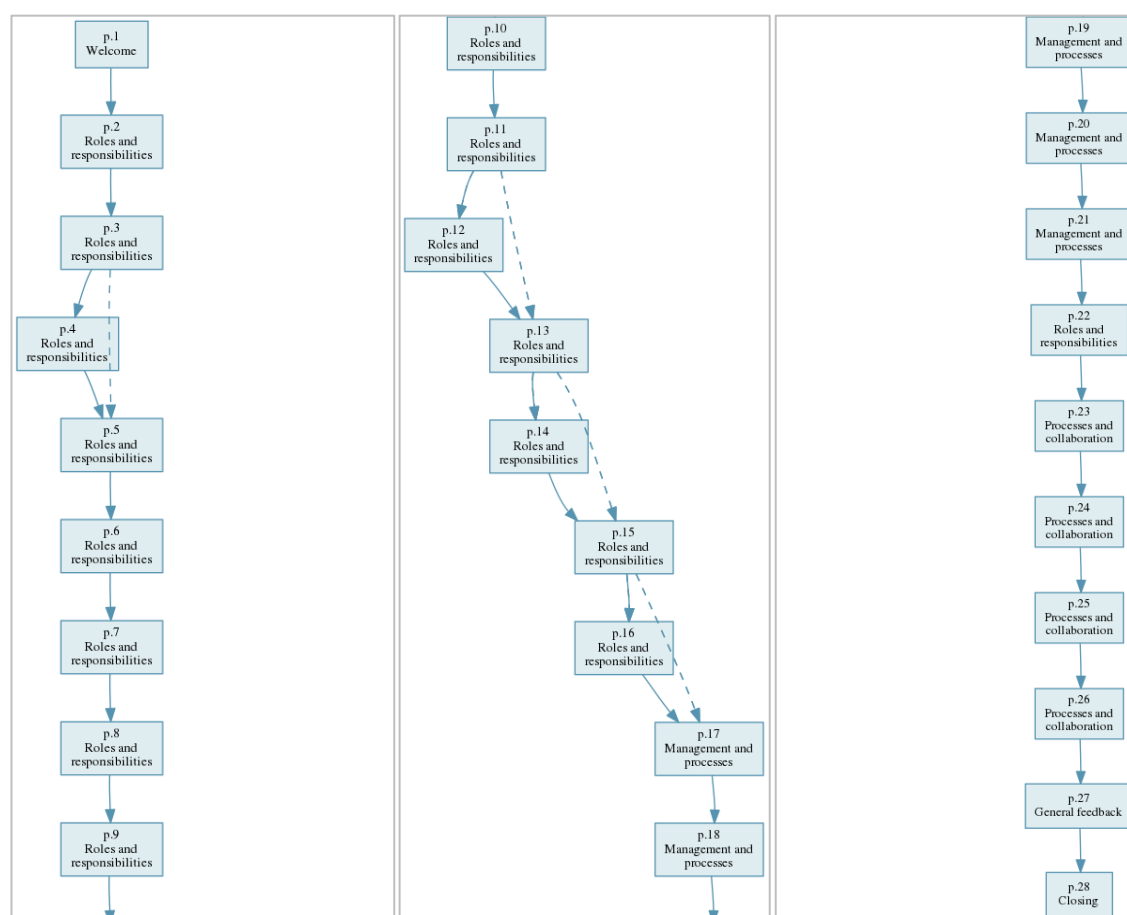 p.1
Welcome
p.2
Roles and
responsibilities
p.3
Roles and
responsibilities
p.4
Roles and
responsibilities
p.5
Roles and
responsibilities
p.6
Roles and
responsibilities
p.7
Roles and
responsibilities
p.8
Roles and
responsibilities
p.9
Roles and
responsibilities
p.10
Roles and
responsibilities
p.11
Roles and
responsibilities
p.12
Roles and
responsibilities
p.13
Roles and
responsibilities
p.14
Roles and
responsibilities
p.15
Roles and
responsibilities
p.16
Roles and
responsibilities
p.17
Management and
processes
p.18
Management and
processes
p.19
Management and
processes
p.20
Management and
processes
p.21
Management and
processes
p.22
Roles and
responsibilities
p.23
Processes and
collaboration
p.24
Processes and
collaboration
p.25
Processes and
collaboration
p.26
Processes and
collaboration
p.27
General feedback
p.28
Closing